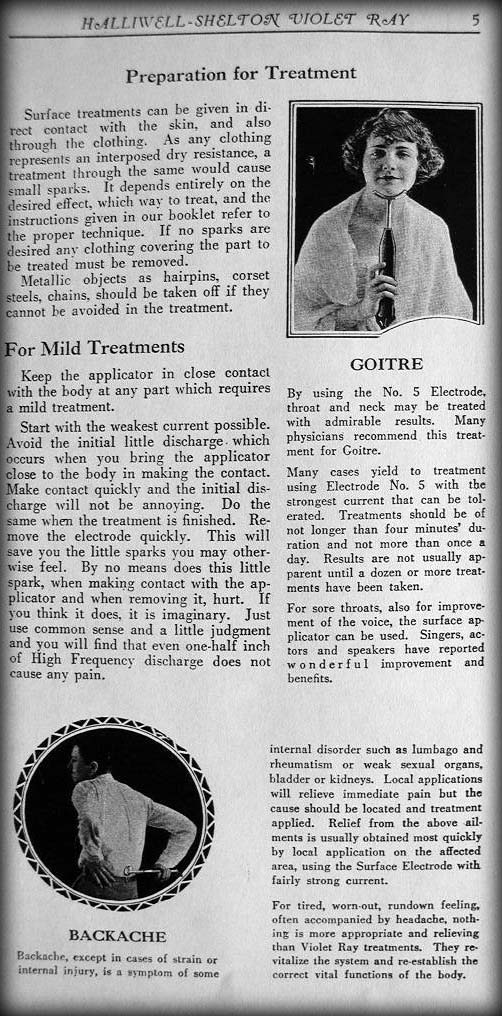 HALLIWELL-SHELTON VIOLET RAY 5
Preparation for Treatment
Surface treatments can be given in di-
rect contact with the skin, and also
through the clothing. As any clothing
represents an interposed dry resistance, a
treatment through the same would cause
small sparks. It depends entirely on the
desired effect, which way to treat, and the
instructions given in our booklet refer to
the proper technique. If no sparks are
desired any clothing covering the part to
be treated must be removed.
Metallic objects as hairpins, corset
steels, chains, should be taken off if they
cannot be avoided in the treatment.
For Mild Treatments
Keep the applicator in close contact
with the body at any part which requires
a mild treatment.
Start with the weakest current possible.
Avoid the initial little discharge which
occurs when you bring the applicator
close to the body in making the contact.
Make contact quickly and the initial dis-
charge will not be annoying. Do the
same when the treatment is finished. Re-
move the electrode quickly. This will
save you the little sparks you may other-
wise feel. By no means does this little
spark, when making contact with the ap-
plicator and when removing it, hurt. If
you think it does, it is imaginary. Just
use common sense and a little judgment
and you will find that even one-half inch
of High Frequency discharge does not
cause any pain.
GOITRE
By using the No. 5 Electrode,
throat and neck may be treated
with admirable results. Many
physicians recommend this treat-
ment for Goitre.
Many cases yield to treatment
using Electrode No. 5 with the
strongest current that can be tol-
erated. Treatments should be of
not longer than four minutes' du-
ration and not more than once a
day. Results are not usually ap-
parent until a dozen or more treat-
ments have been taken.
For sore throats, also for improve-
ment of the voice, the surface ap-
plicator can be used. Singers, ac-
tors and speakers have reported
wonderful improvement and
benefits.
BACKACHE
Backache, except in cases of strain or
internal injury, is a symptom of some
internal disorder such as lumbago and
rheumatism or weak sexual organs,
bladder or kidneys. Local applications
will relieve immediate pain but the
cause should be located and treatment
applied. Relief from the above ail-
ments is usually obtained most quickly
by local application on the affected
area, using the Surface Electrode with
fairly strong current.
For tired, worn-out, rundown feeling,
often accompanied by headache, noth-
ing is more appropriate and relieving
than Violet Ray treatments. They re-
vitalize the system and re-establish the
correct vital functions of the body.